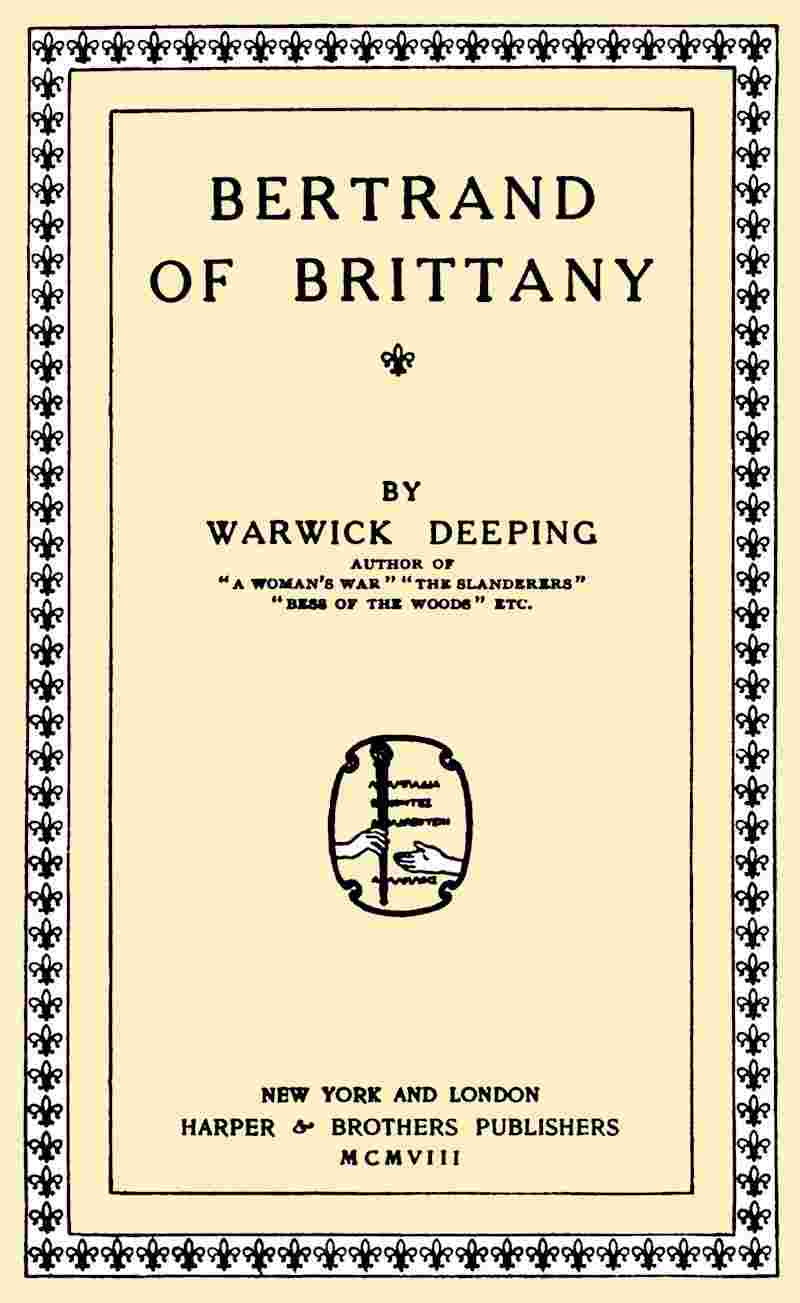 BERTRAND
OF BRITTANY
BY
WARWICK DEEPING
AUTHOR OF
"A WOMAN'S WAR" "THE SLANDERERS"
"BESS OF THE WOODS" ETC.
NEW YORK AND LONDON
HARPER & BROTHERS PUBLISHERS
MCMVIII